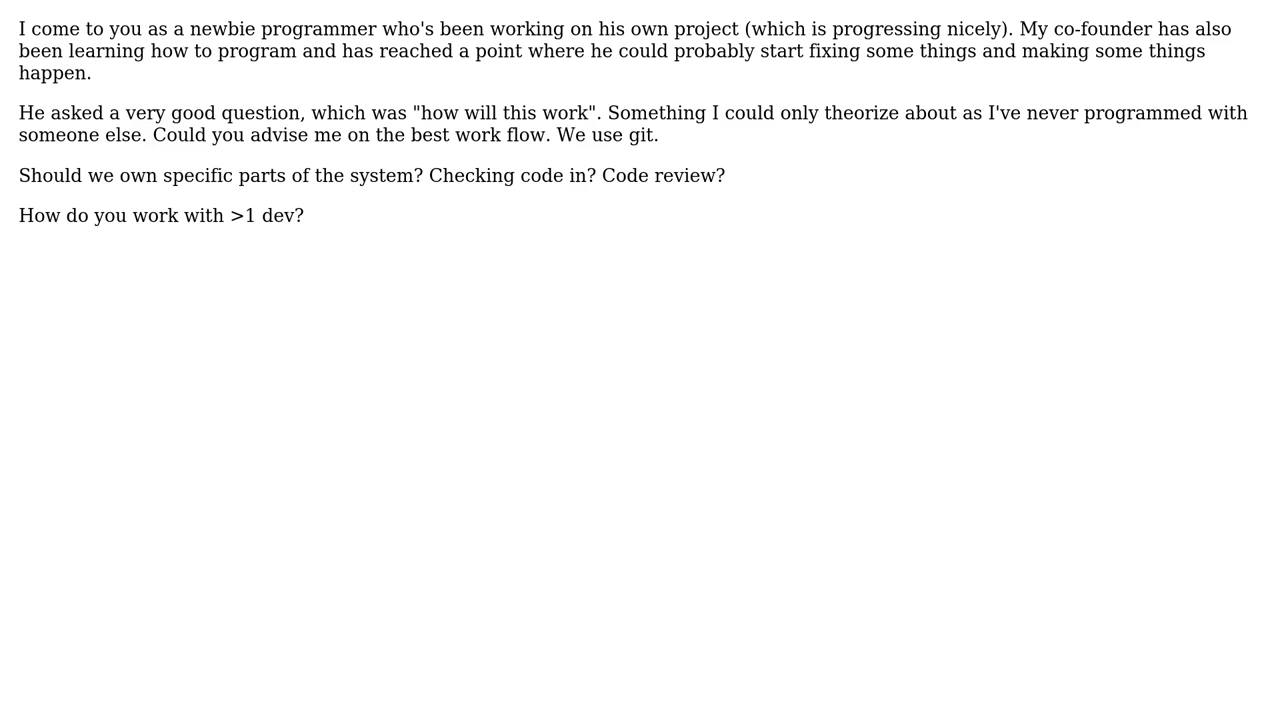 I come to you as a newbie programmer who's been working on his own project (which is progressing nicely). My co-founder has also
been learning how to program and has reached a point where he could probably start fixing some things and making some things
happen.
He asked a very good question, which was "how will this work". Something I could only theorize about as I've never programmed with
someone else. Could you advise me on the best work flow. We use git.
Should we own specific parts of the system? Checking code in? Code review?
How do you work with >1 dev?